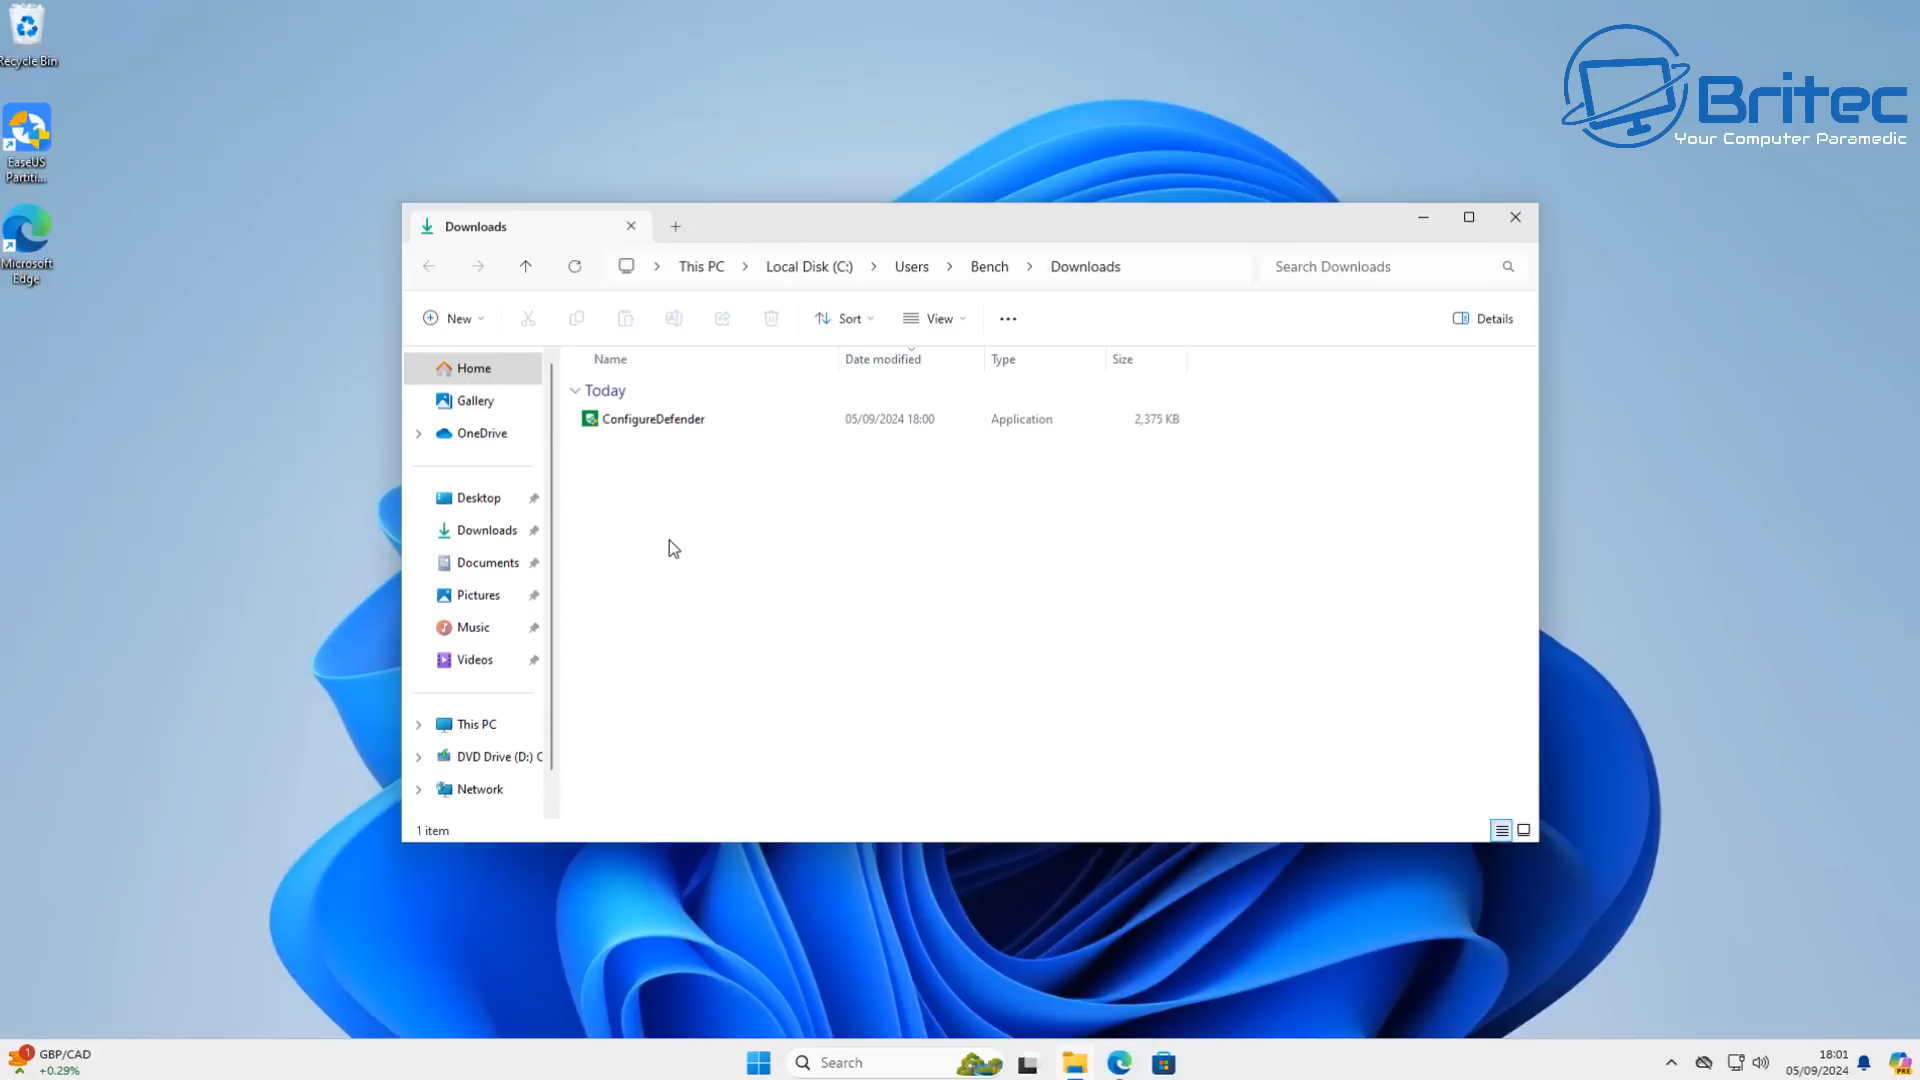 Recycle Bin
EaseUS
Partiti...
Microsoft
Edge
Britec
Your Computer Paramedic
Downloads
This PC
Local Disk (C:)
Users
Bench
Downloads
Search Downloads
New
Sort
View
Details
Name
Date modified
Type
Size
Today
ConfigureDefender
05/09/2024 18:00
Application
2,375 KB
Home
Gallery
OneDrive
Desktop
Downloads
Documents
Pictures
Music
Videos
This PC
DVD Drive (D:) C
Network
1 item
1
GBP/CAD
+0.29%
Search
18:01
05/09/2024
PRE